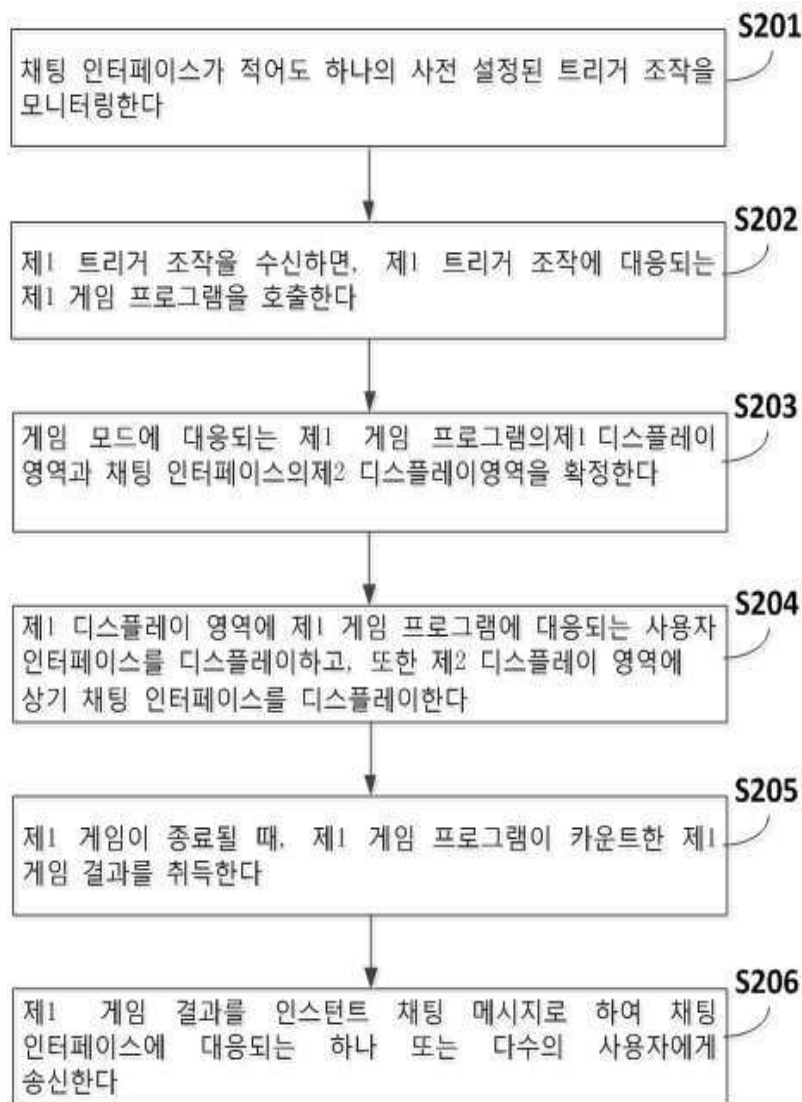 S201
채팅 인터페이스가 적어도 하나의 사전 설정된 트리거 조작을
모니터링한다
S202
제1 트리거 조작을 수신하면, 제1 트리거 조작에 대응되는
제1 게임 프로그램을 호출한다
S203
게임 모드에 대응되는 제1 게임 프로그램의제1 디스플레이
영역과 채팅 인터페이스의제2 디스플레이영역을 확정한다
S204
제1 디스플레이 영역에 제1 게임 프로그램에 대응되는 사용자
인터페이스를 디스플레이하고, 또한 제2 디스플레이 영역에
상기 채팅 인터페이스를 디스플레이한다
S205
제1 게임이 종료될 때, 제1 게임 프로그램이 카운트한 제1
게임 결과를 취득한다
S206
제1 게임 결과를 인스턴트 채팅 메시지로 하여 채팅
인터페이스에 대응되는 하나 또는 다수의 사용자에게
송신한다